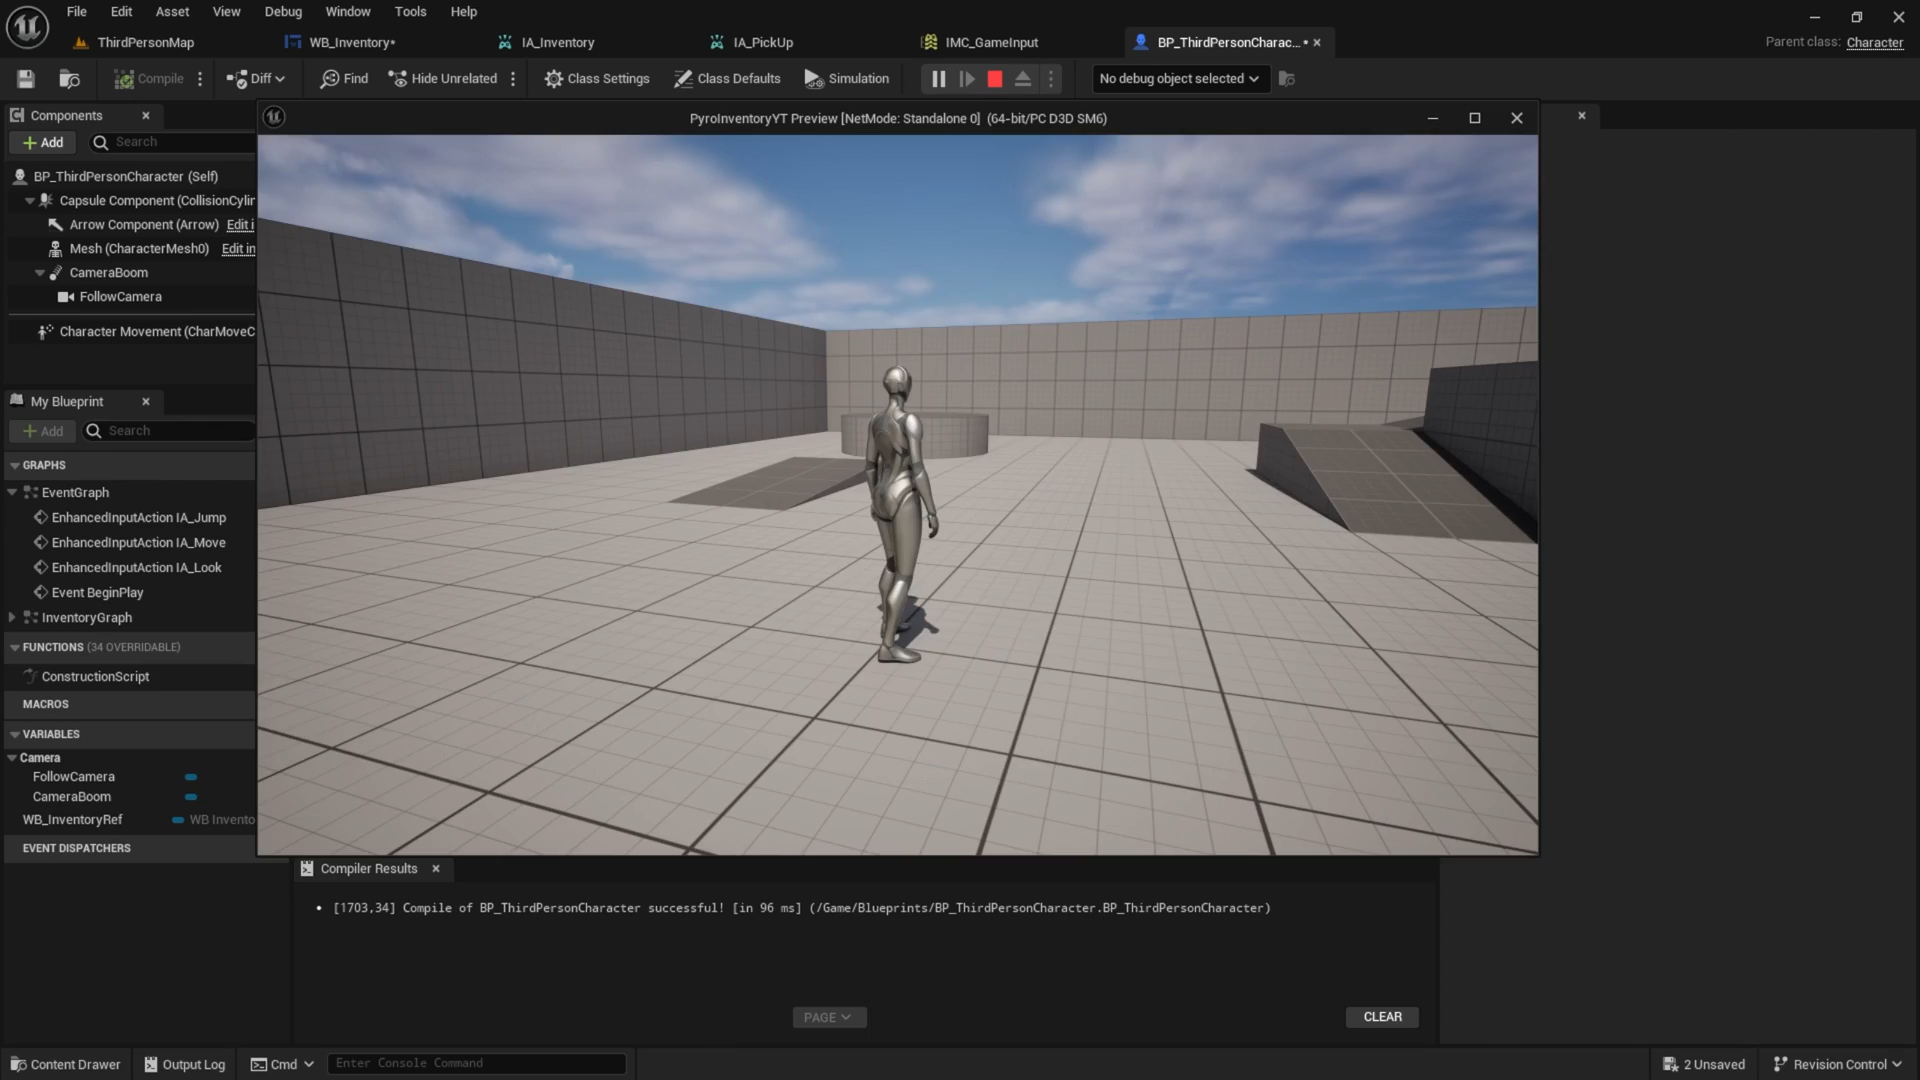 File Edit Asset View Debug Window Tools Help
ThirdPersonMap WB_Inventory* IA_Inventory IA_PickUp IMC_GameInput BP_ThirdPersonCharac...* Parent class: Character
Compile Diff Find Hide Unrelated Class Settings Class Defaults Simulation No debug object selected
Components
PyroInventoryYT Preview [NetMode: Standalone 0] (64-bit/PC D3D SM6)
+ Add Search
BP_ThirdPersonCharacter (Self)
Capsule Component (CollisionCylin
Arrow Component (Arrow) Edit i
Mesh (CharacterMesh0) Edit in
CameraBoom
FollowCamera
Character Movement (CharMoveC
My Blueprint
+ Add Search
GRAPHS
EventGraph
EnhancedInputAction IA_Jump
EnhancedInputAction IA_Move
EnhancedInputAction IA_Look
Event BeginPlay
InventoryGraph
FUNCTIONS (34 OVERRIDABLE)
ConstructionScript
MACROS
VARIABLES
Camera
FollowCamera
CameraBoom
WB_InventoryRef WB Invento
EVENT DISPATCHERS
Compiler Results
• [1703,34] Compile of BP_ThirdPersonCharacter successful! [in 96 ms] (/Game/Blueprints/BP_ThirdPersonCharacter.BP_ThirdPersonCharacter)
PAGE CLEAR
Content Drawer Output Log Cmd Enter Console Command 2 Unsaved Revision Control